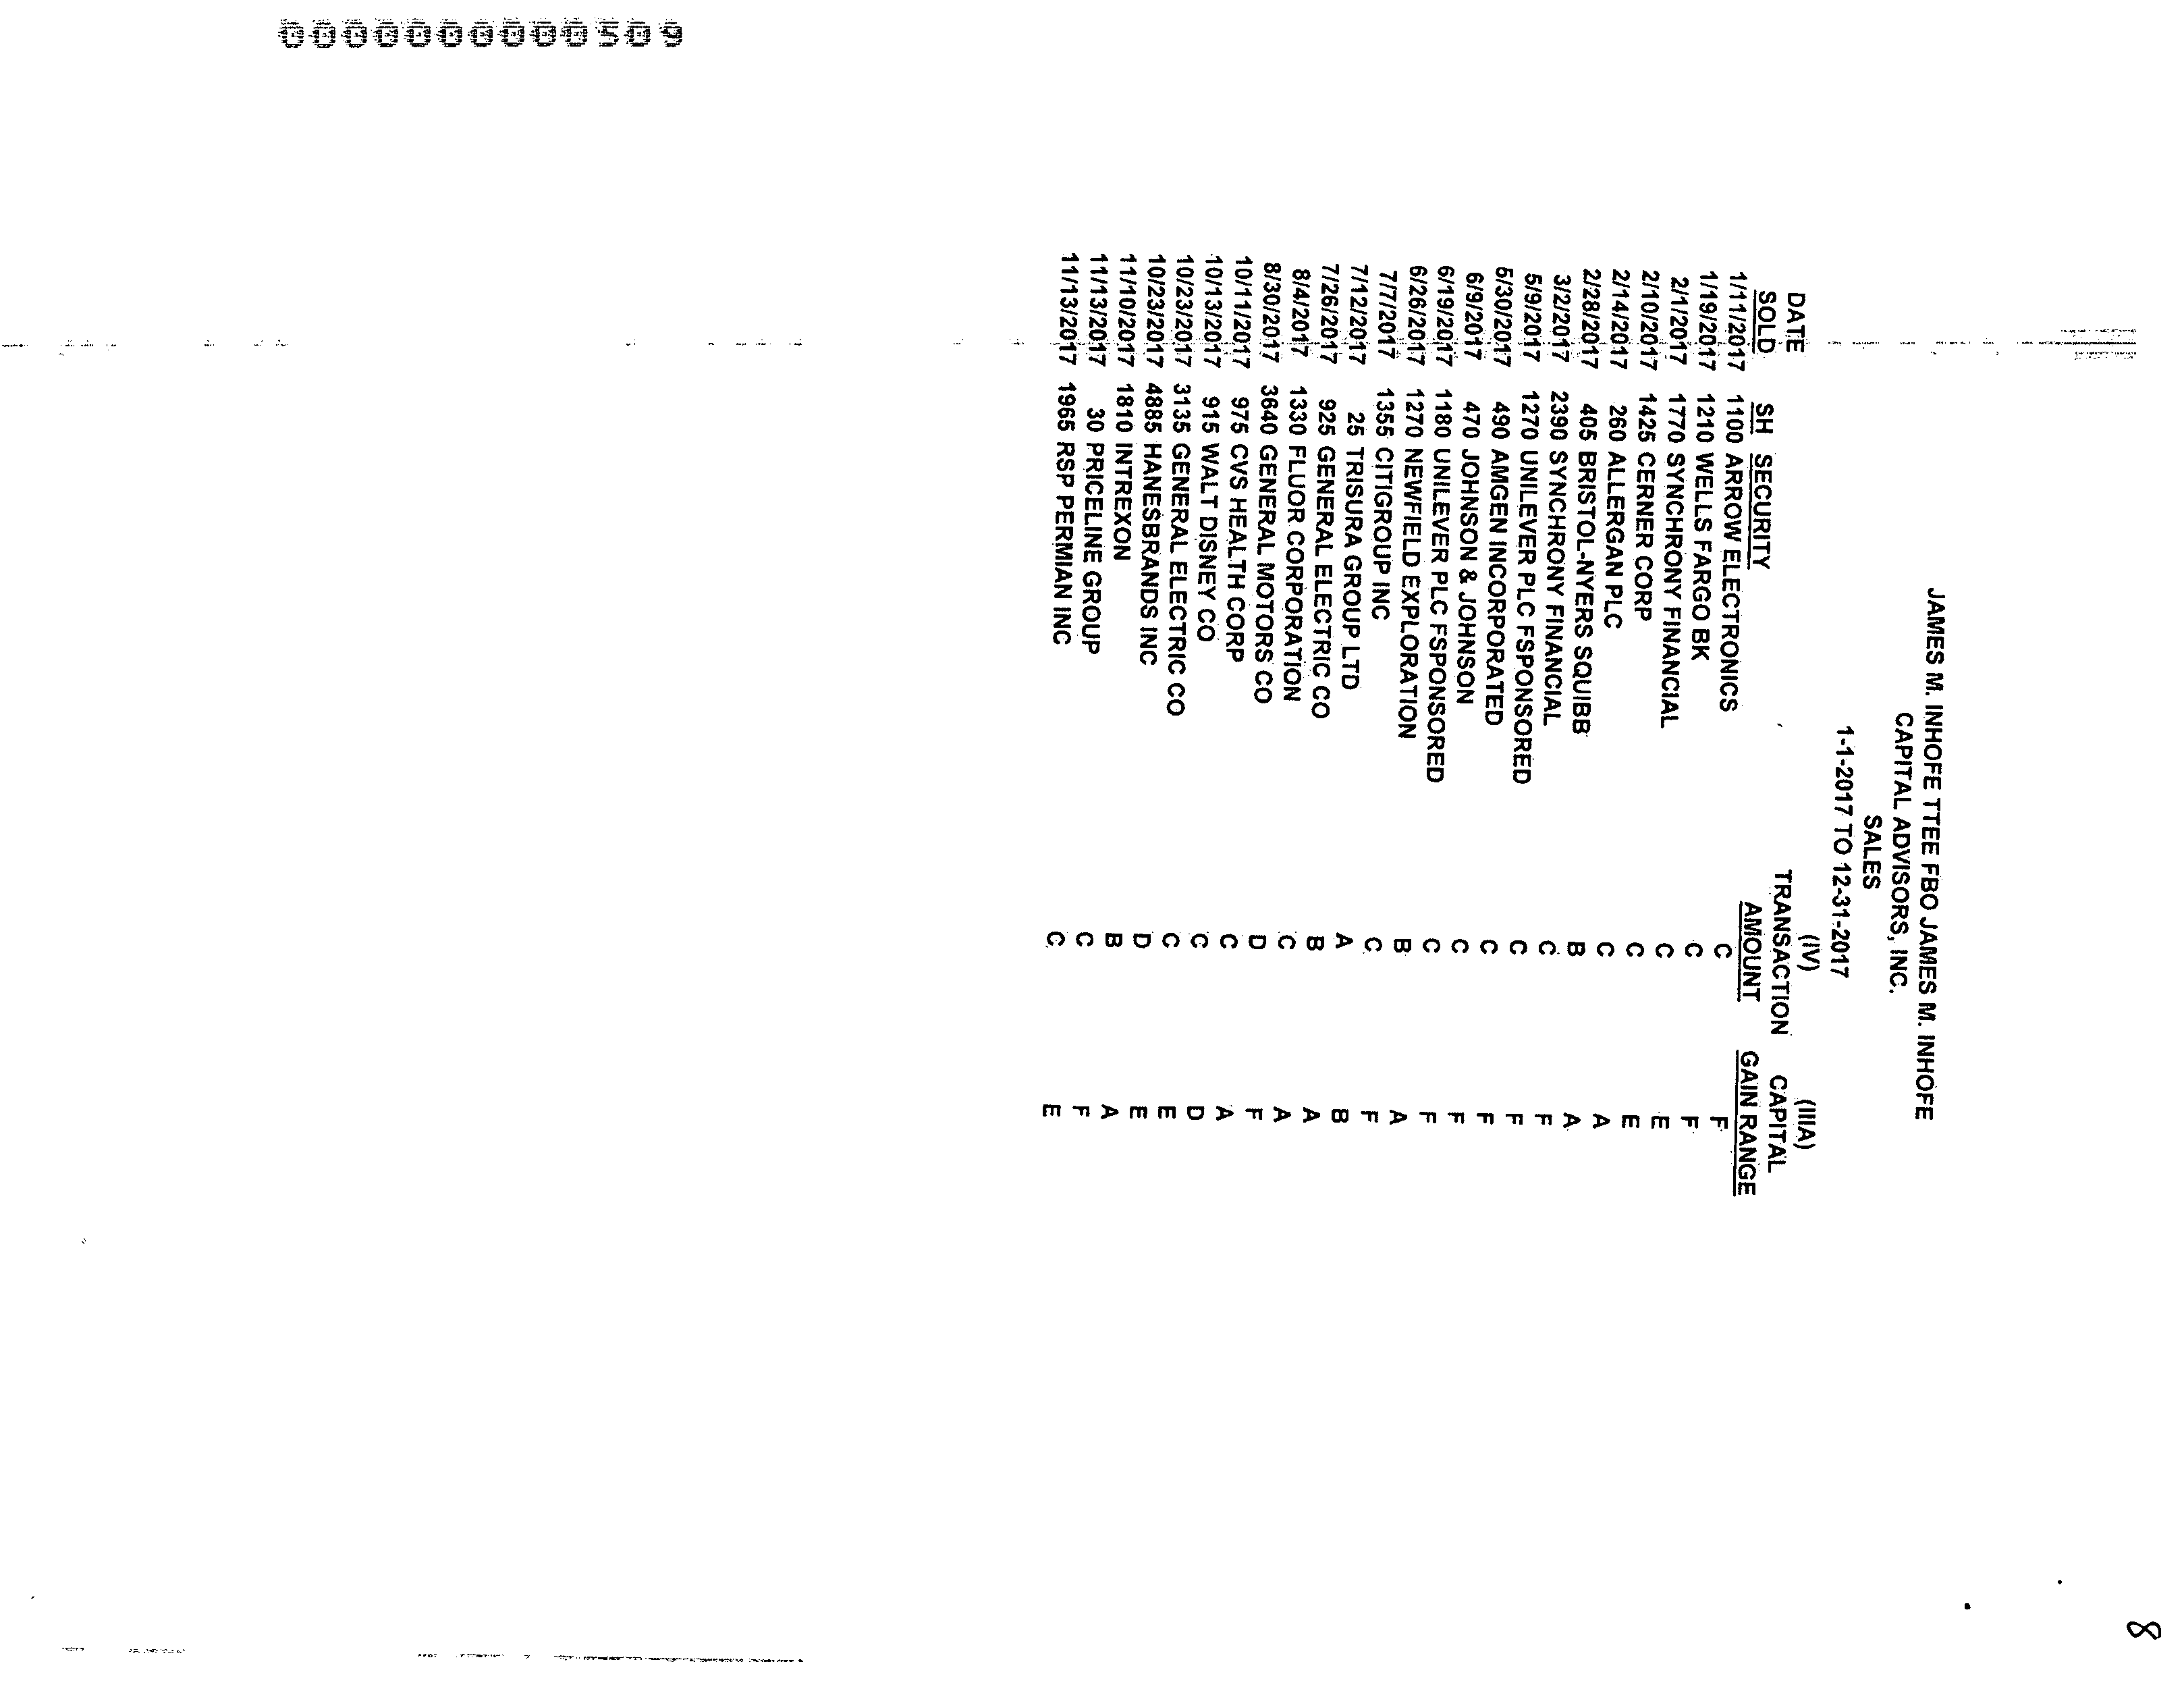 JAMES M. INHOFE TTEE FBO JAMES M. INHOFE
CAPITAL ADVISORS, INC.
SALES
1-1-2017 TO 12-31-2017
(IV) (IIIA)
DATE TRANSACTION CAPITAL
SOLD SH SECURITY AMOUNT GAIN RANGE
1/11/2017 1100 ARROW ELECTRONICS C F
1/19/2017 1210 WELLS FARGO BK C F
2/1/2017 1770 SYNCHRONY FINANCIAL C E
2/10/2017 1425 CERNER CORP C E
2/14/2017 260 ALLERGAN PLC C A
2/28/2017 405 BRISTOL-NYERS SQUIBB B A
3/2/2017 2390 SYNCHRONY FINANCIAL C F
5/9/2017 1270 UNILEVER PLC FSPONSORED C F
5/30/2017 490 AMGEN INCORPORATED C F
6/9/2017 470 JOHNSON & JOHNSON C F
6/19/2017 1180 UNILEVER PLC FSPONSORED C F
6/26/2017 1270 NEWFIELD EXPLORATION B A
7/7/2017 1355 CITIGROUP INC C F
7/12/2017 25 TRISURA GROUP LTD A B
7/26/2017 925 GENERAL ELECTRIC CO B A
8/4/2017 1330 FLUOR CORPORATION C A
8/30/2017 3640 GENERAL MOTORS CO D F
10/11/2017 975 CVS HEALTH CORP C A
10/13/2017 915 WALT DISNEY CO C D
10/23/2017 3135 GENERAL ELECTRIC CO C E
10/23/2017 4885 HANESBRANDS INC D E
11/10/2017 1810 INTREXON B A
11/13/2017 30 PRICELINE GROUP C F
11/13/2017 1965 RSP PERMIAN INC C E
0000000000509
8